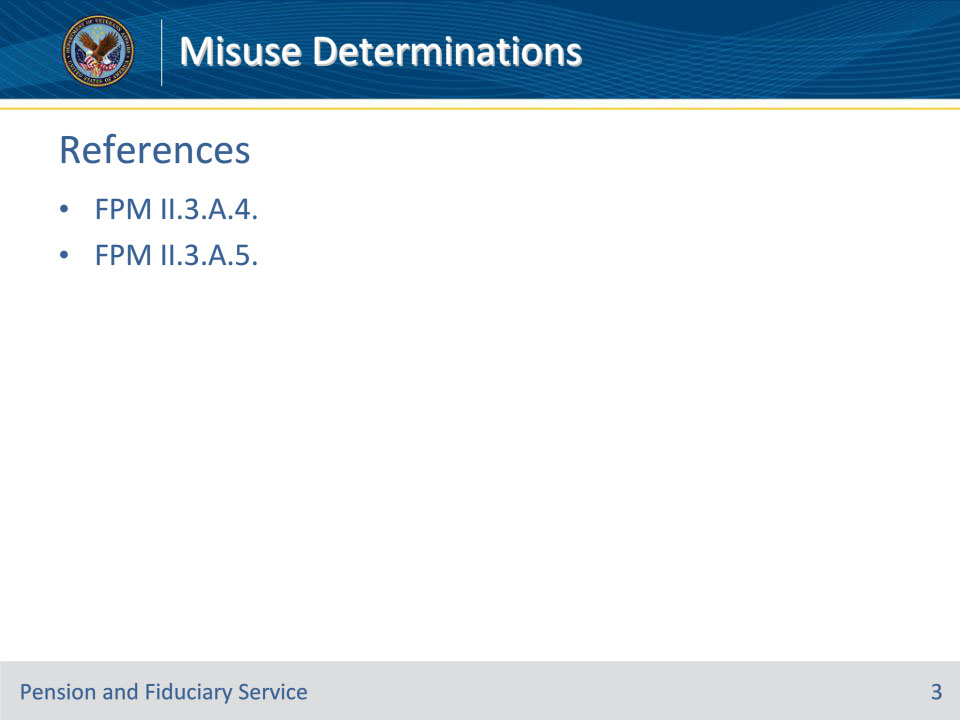 Misuse Determinations
References
• FPM II.3.A.4.
• FPM II.3.A.5.
Pension and Fiduciary Service
3